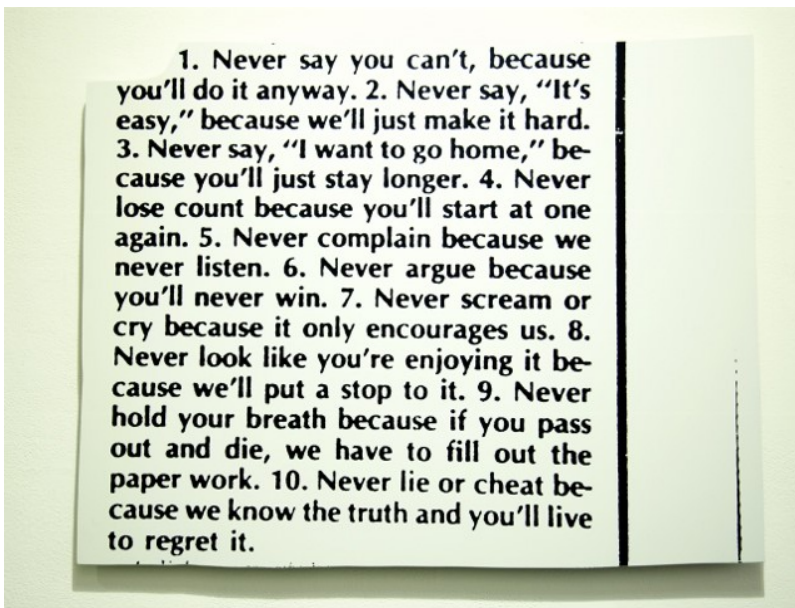 1. Never say you can't, because
you'll do it anyway. 2. Never say, “It's
easy,” because we'll just make it hard.
3. Never say, “I want to go home,” be-
cause you'll just stay longer. 4. Never
lose count because you'll start at one
again. 5. Never complain because we
never listen. 6. Never argue because
you'll never win. 7. Never scream or
cry because it only encourages us. 8.
Never look like you're enjoying it be-
cause we'll put a stop to it. 9. Never
hold your breath because if you pass
out and die, we have to fill out the
paper work. 10. Never lie or cheat be-
cause we know the truth and you'll live
to regret it.